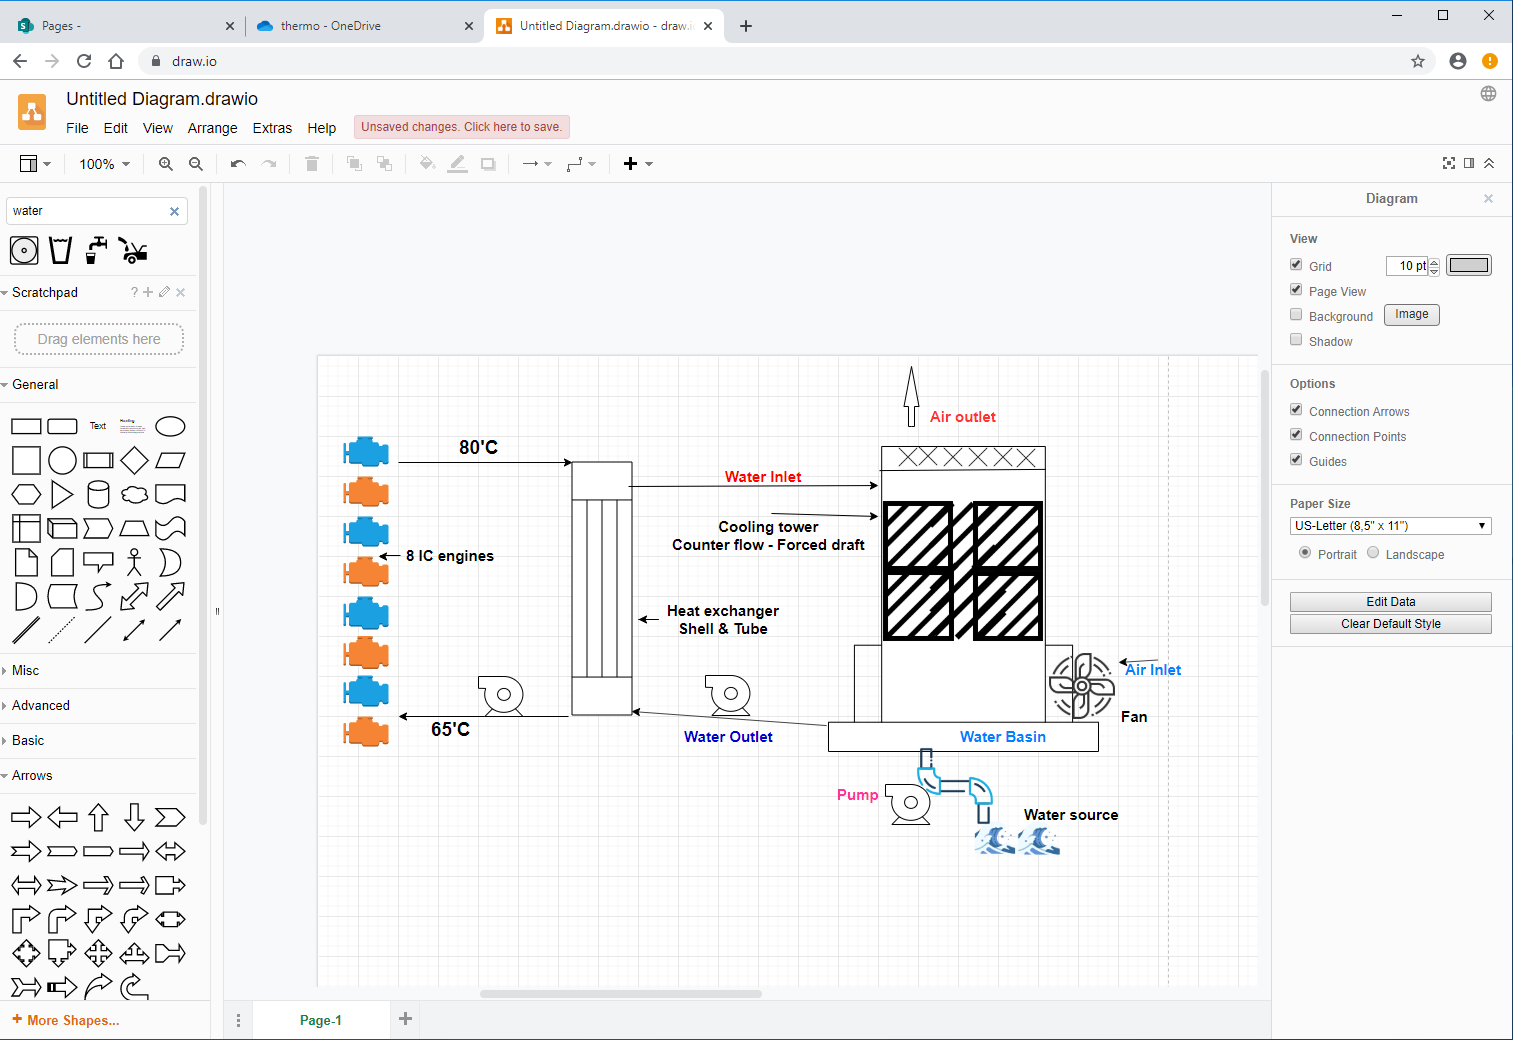 Pages -
thermo - OneDrive
Untitled Diagram.drawio - draw.i
draw.io
Untitled Diagram.drawio
File Edit View Arrange Extras Help
Unsaved changes. Click here to save.
100%
water
Scratchpad
?
Drag elements here
General
Text
Heading
Misc
Advanced
Basic
Arrows
+ More Shapes...
Air outlet
80'C
Water Inlet
Cooling tower
Counter flow - Forced draft
8 IC engines
Heat exchanger
Shell & Tube
Air Inlet
Fan
65'C
Water Outlet
Water Basin
Pump
Water source
Page-1
Diagram
View
Grid
10 pt
Page View
Background
Image
Shadow
Options
Connection Arrows
Connection Points
Guides
Paper Size
US-Letter (8,5" x 11")
Portrait
Landscape
Edit Data
Clear Default Style